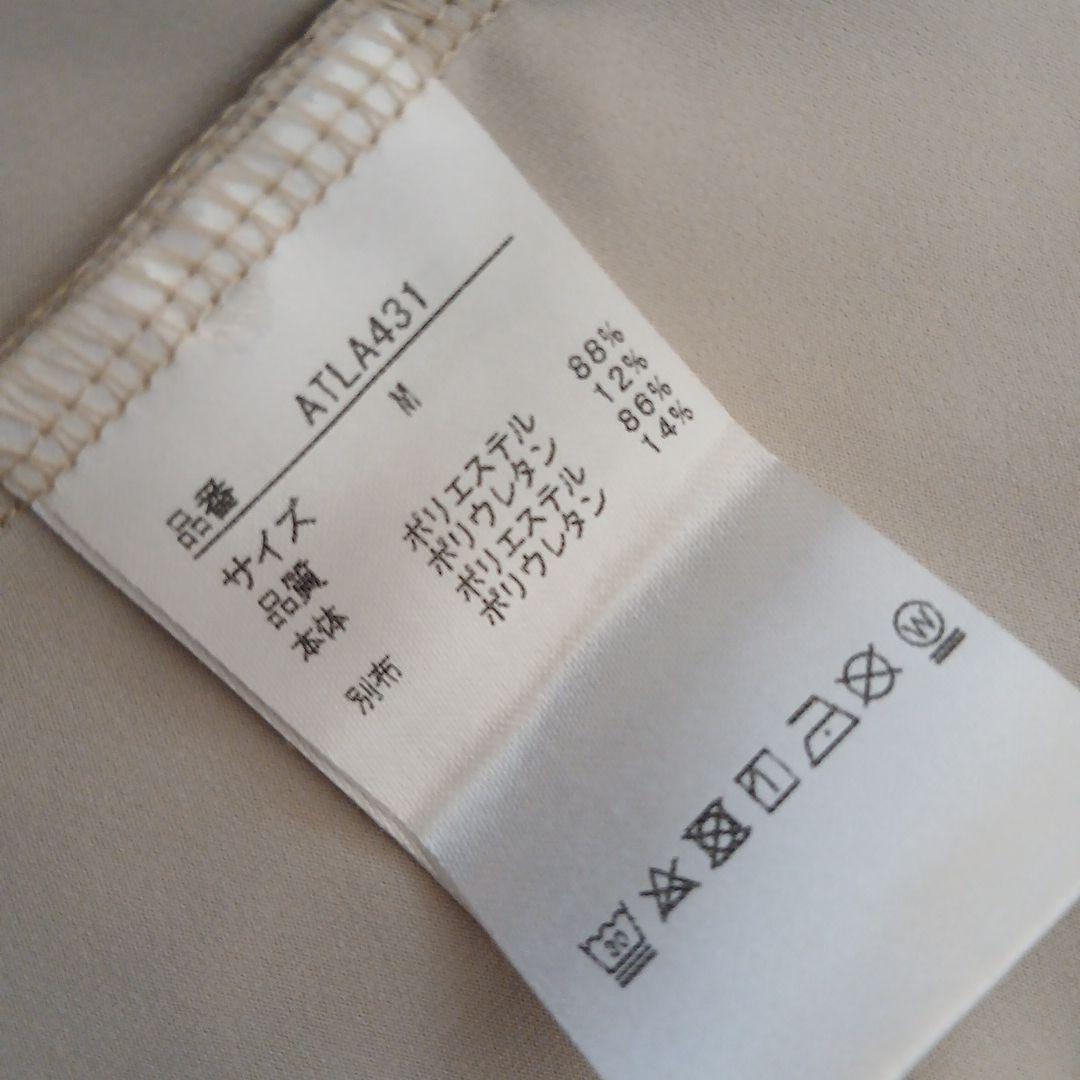 品番 ATLA431
サイズ M
品質
本体 ポリエステル 88%
ポリウレタン 12%
別布 ポリエステル 86%
ポリウレタン 14%
30
W